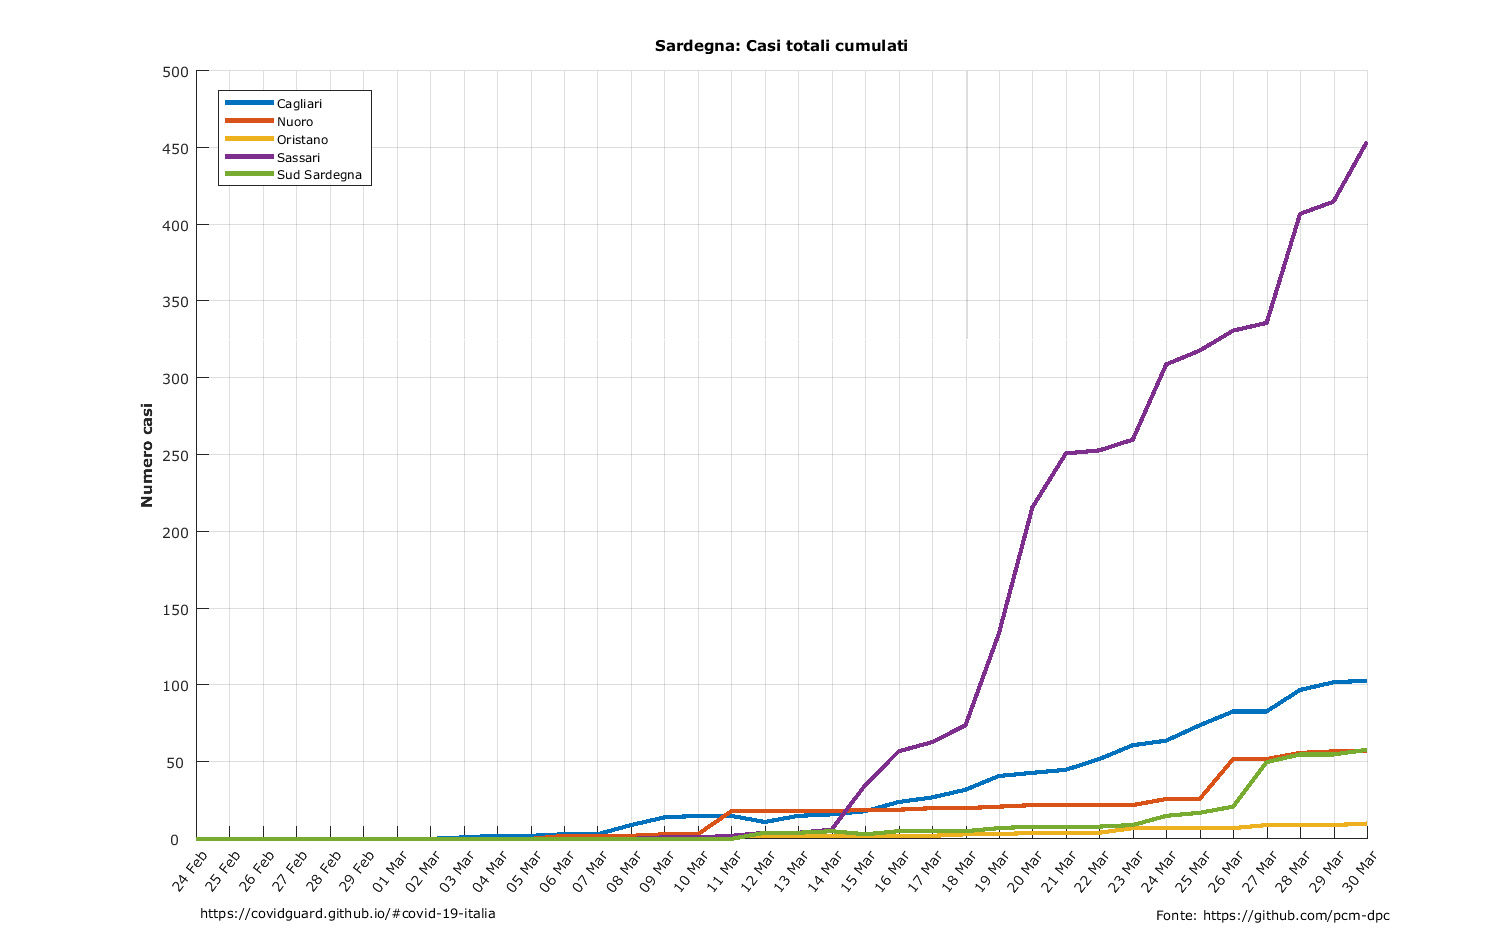 Sardegna: Casi totali cumulati
500
450
400
350
300
250
200
150
100
50
0
Numero casi
Cagliari
Nuoro
Oristano
Sassari
Sud Sardegna
24 Feb
25 Feb
26 Feb
27 Feb
28 Feb
29 Feb
01 Mar
02 Mar
03 Mar
04 Mar
05 Mar
06 Mar
07 Mar
08 Mar
09 Mar
10 Mar
11 Mar
12 Mar
13 Mar
14 Mar
15 Mar
16 Mar
17 Mar
18 Mar
19 Mar
20 Mar
21 Mar
22 Mar
23 Mar
24 Mar
25 Mar
26 Mar
27 Mar
28 Mar
29 Mar
30 Mar
https://covidguard.github.io/#covid-19-italia
Fonte: https://github.com/pcm-dpc